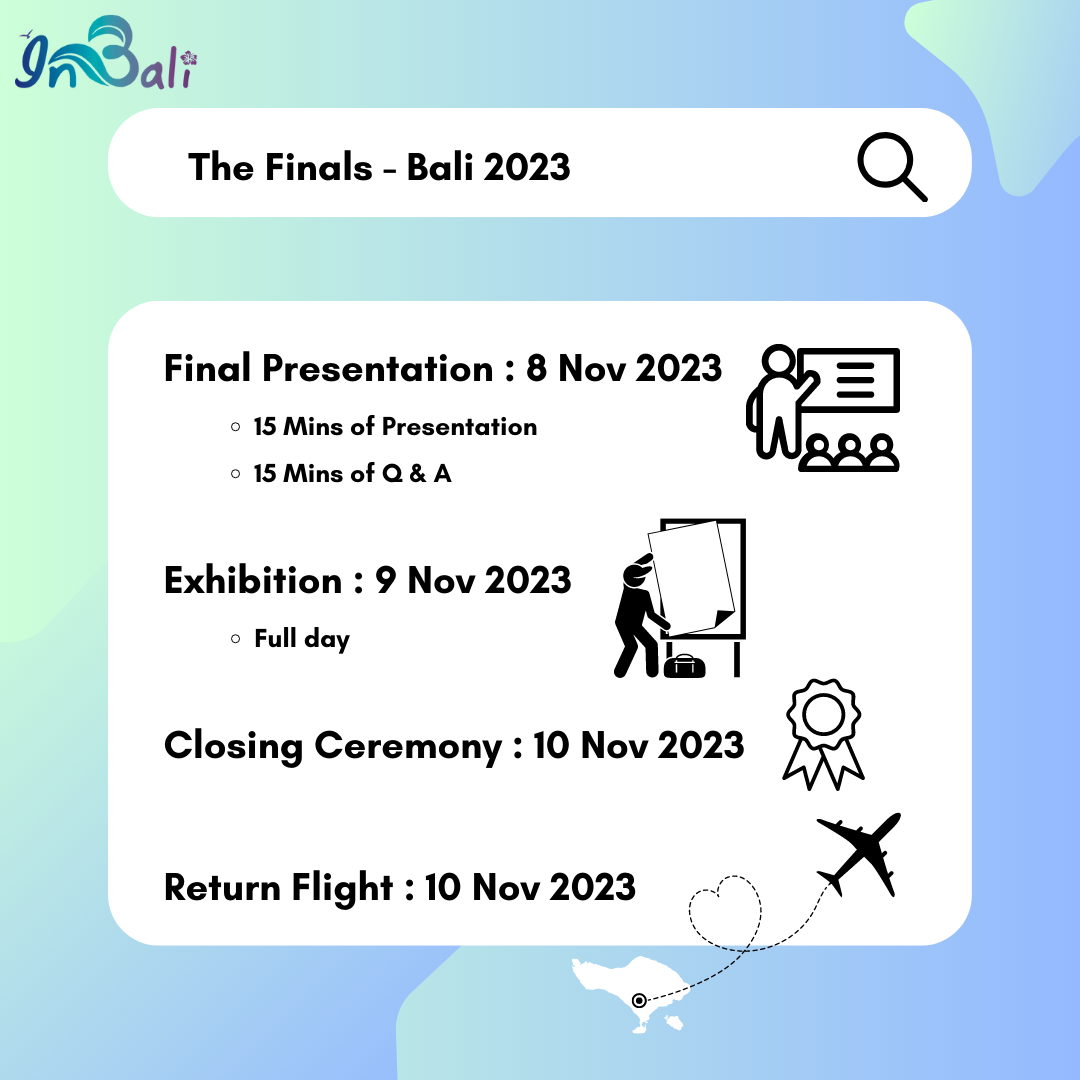 InBali
The Finals - Bali 2023
Final Presentation : 8 Nov 2023
15 Mins of Presentation
15 Mins of Q & A
Exhibition : 9 Nov 2023
Full day
Closing Ceremony : 10 Nov 2023
Return Flight : 10 Nov 2023